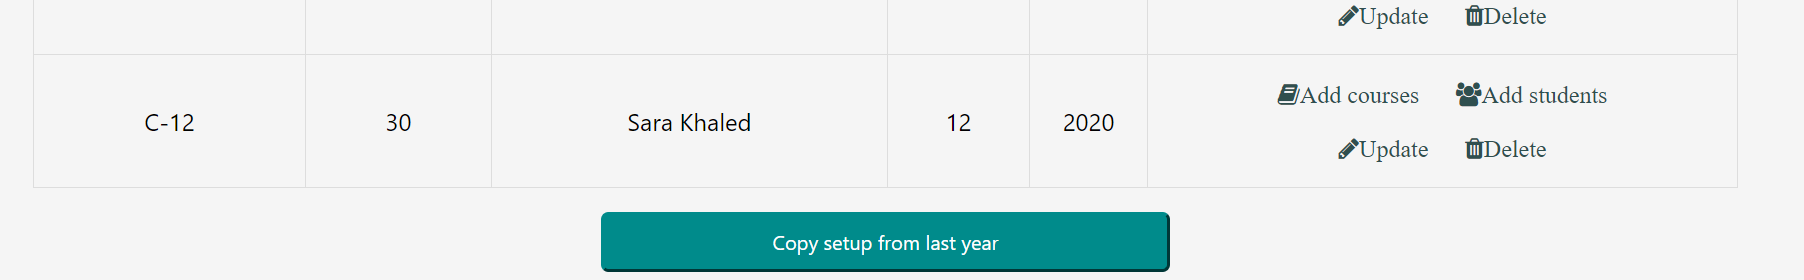 Update Delete
Add courses Add students
C-12 30 Sara Khaled 12 2020
Update Delete
Copy setup from last year